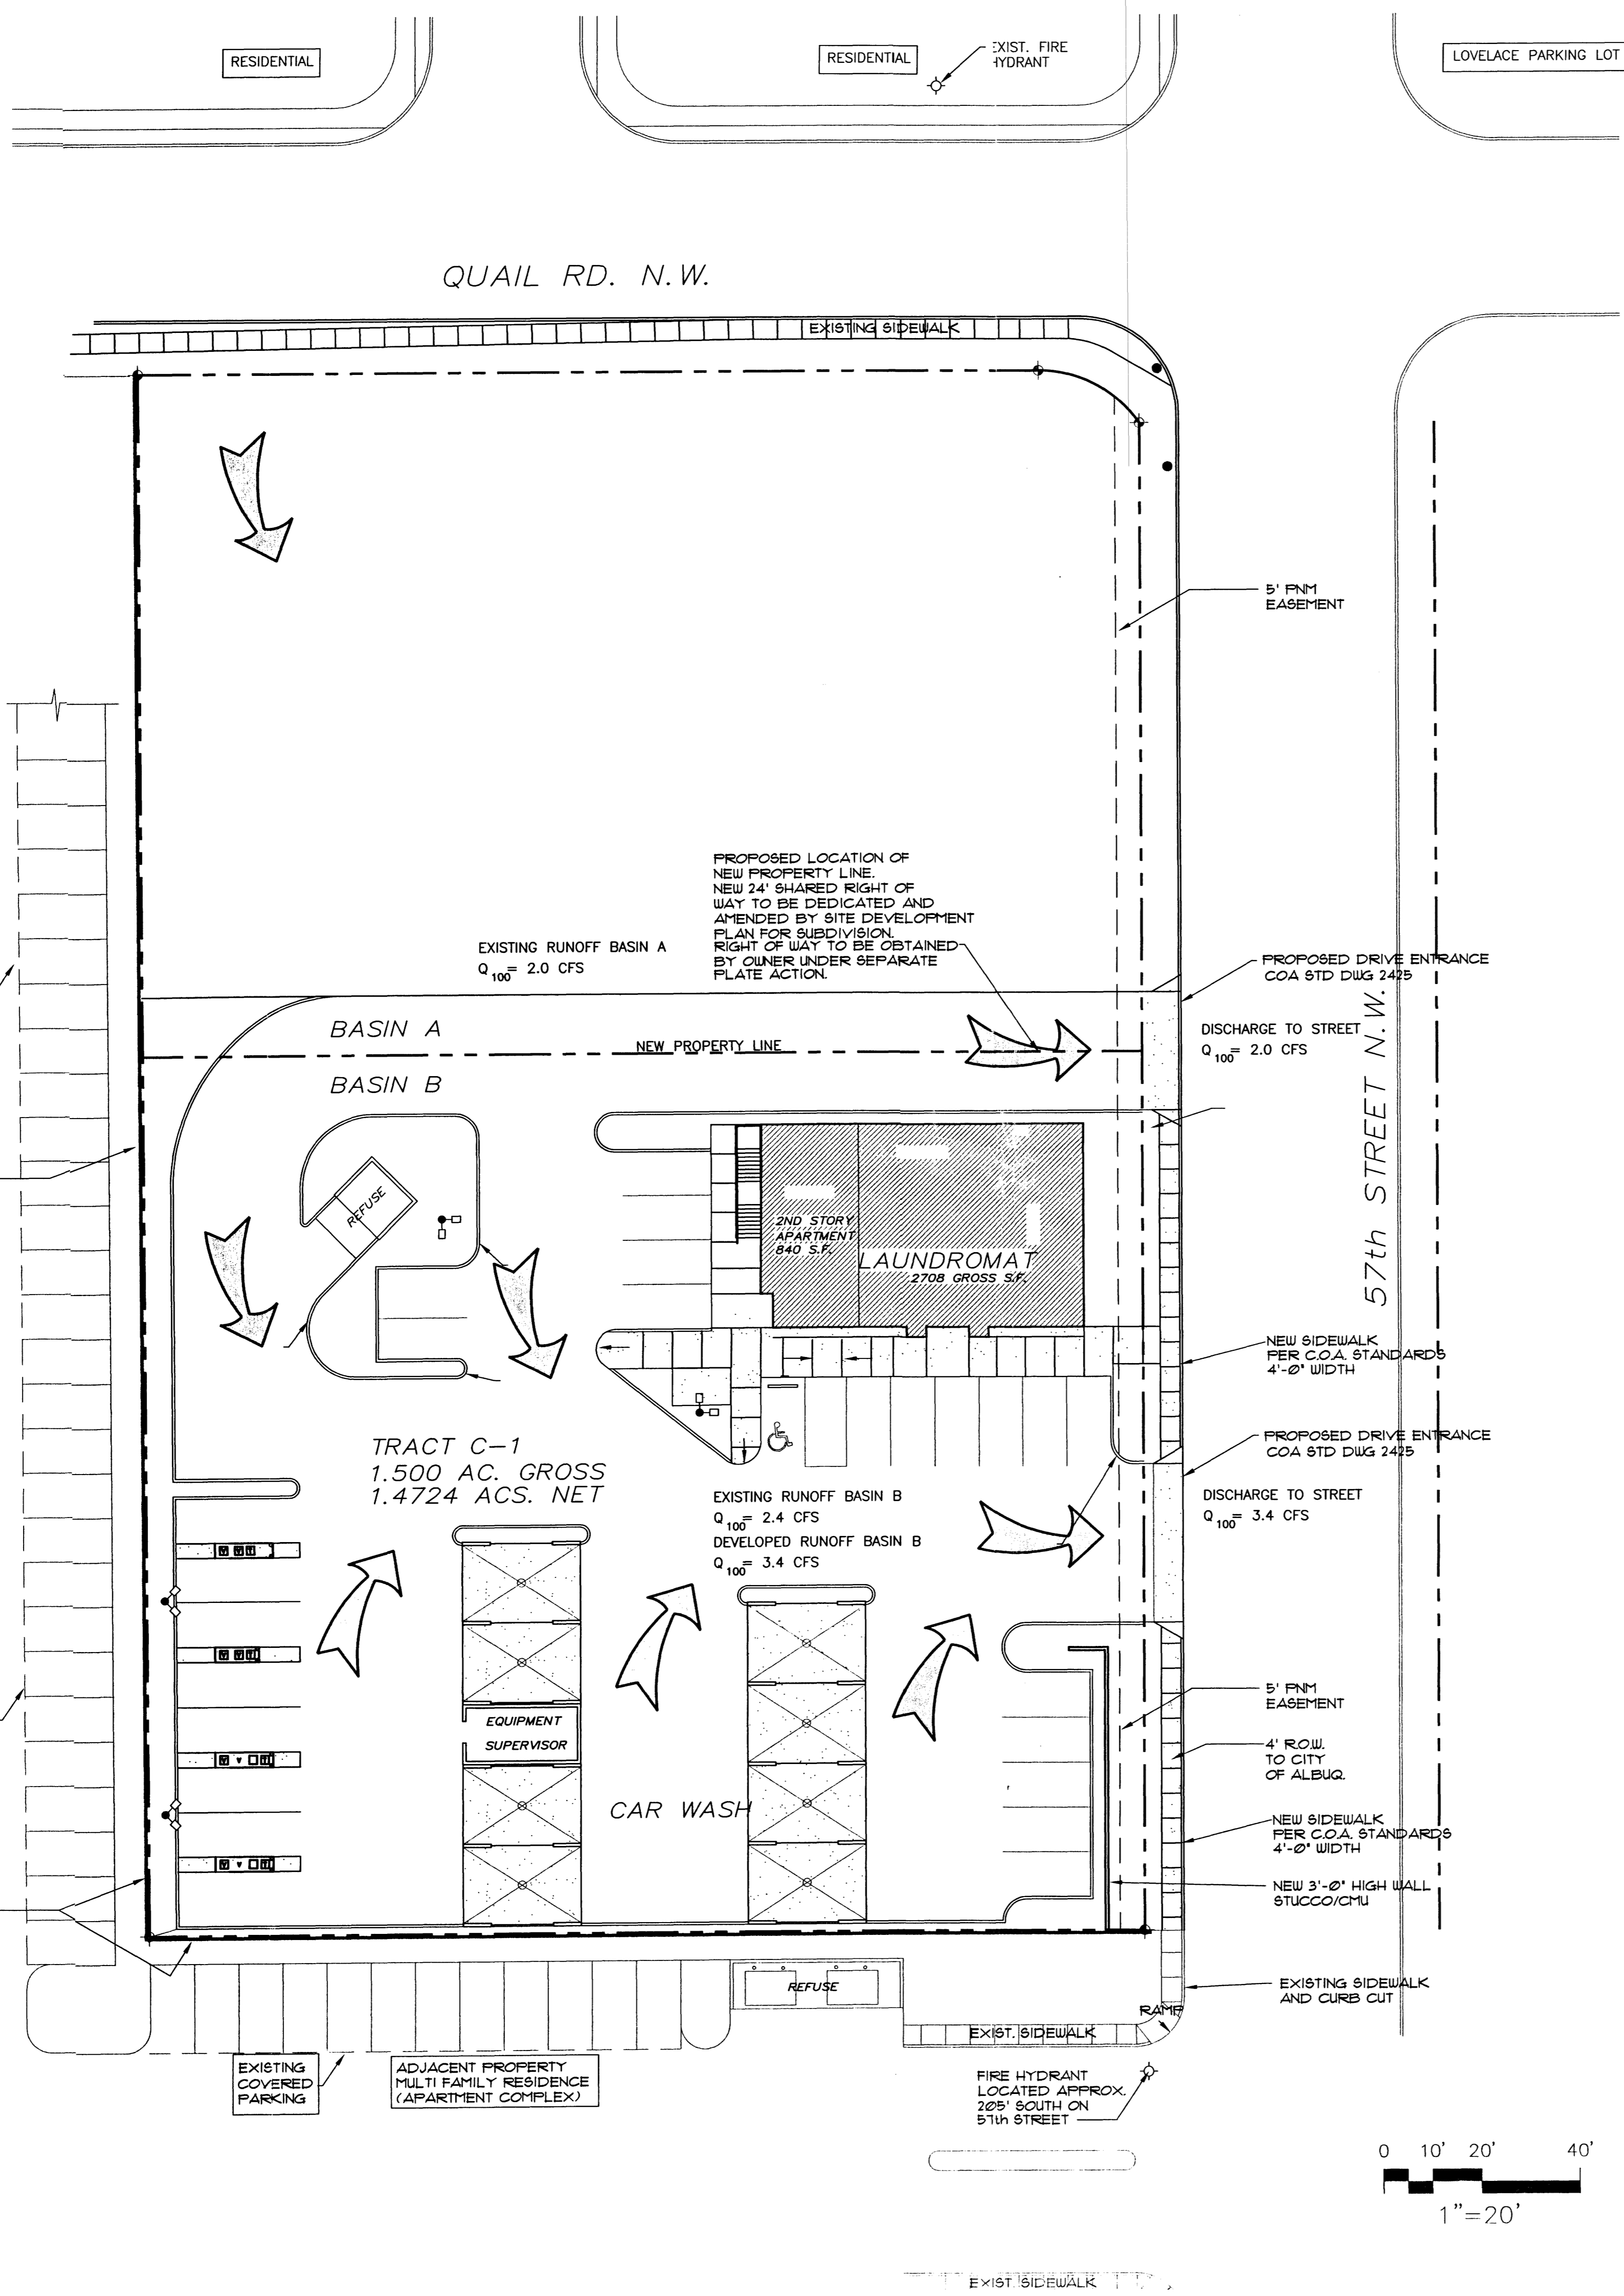 RESIDENTIAL
RESIDENTIAL
EXIST. FIRE
HYDRANT
LOVELACE PARKING LOT
QUAIL RD. N.W.
EXISTING SIDEWALK
5' PNM
EASEMENT
PROPOSED LOCATION OF
NEW PROPERTY LINE.
NEW 24' SHARED RIGHT OF
WAY TO BE DEDICATED AND
AMENDED BY SITE DEVELOPMENT
PLAN FOR SUBDIVISION.
RIGHT OF WAY TO BE OBTAINED
BY OWNER UNDER SEPARATE
PLATE ACTION.
EXISTING RUNOFF BASIN A
Q100= 2.0 CFS
PROPOSED DRIVE ENTRANCE
COA STD DWG 2425
BASIN A
NEW PROPERTY LINE
BASIN B
DISCHARGE TO STREET
Q100= 2.0 CFS
57th STREET N.W.
REFUSE
2ND STORY
APARTMENT
840 S.F.
LAUNDROMAT
2708 GROSS S.F.
NEW SIDEWALK
PER C.O.A. STANDARDS
4'-0" WIDTH
PROPOSED DRIVE ENTRANCE
COA STD DWG 2425
TRACT C-1
1.500 AC. GROSS
1.4724 ACS. NET
EXISTING RUNOFF BASIN B
Q100= 2.4 CFS
DEVELOPED RUNOFF BASIN B
Q100= 3.4 CFS
DISCHARGE TO STREET
Q100= 3.4 CFS
EQUIPMENT
SUPERVISOR
CAR WASH
5' PNM
EASEMENT
4' R.O.W.
TO CITY
OF ALBUQ.
NEW SIDEWALK
PER C.O.A. STANDARDS
4'-0" WIDTH
NEW 3'-0" HIGH WALL
STUCCO/CMU
REFUSE
EXISTING SIDEWALK
AND CURB CUT
RAMP
EXIST. SIDEWALK
EXISTING
COVERED
PARKING
ADJACENT PROPERTY
MULTI FAMILY RESIDENCE
(APARTMENT COMPLEX)
FIRE HYDRANT
LOCATED APPROX.
205' SOUTH ON
57th STREET
0 10' 20' 40'
1"=20'
EXIST. SIDEWALK